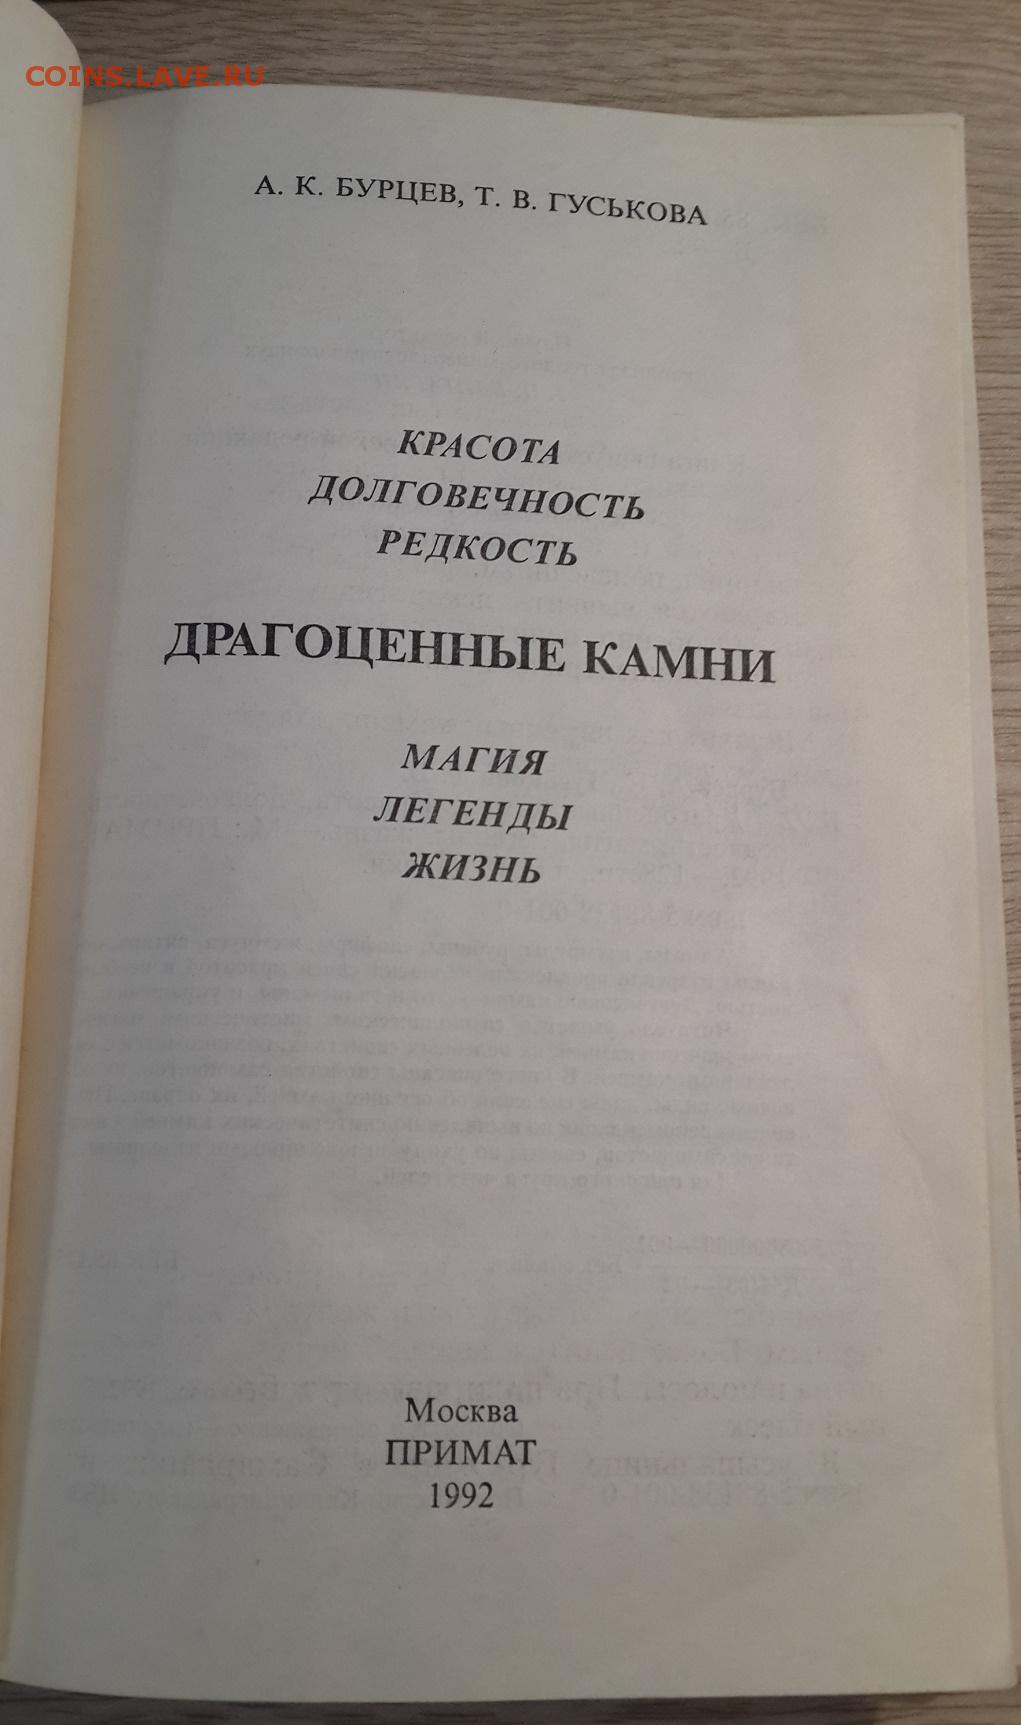 COINS.LAVE.RU
А. К. БУРЦЕВ, Т. В. ГУСЬКОВА
КРАСОТА
ДОЛГОВЕЧНОСТЬ
РЕДКОСТЬ
ДРАГОЦЕННЫЕ КАМНИ
МАГИЯ
ЛЕГЕНДЫ
ЖИЗНЬ
Москва
ПРИМАТ
1992